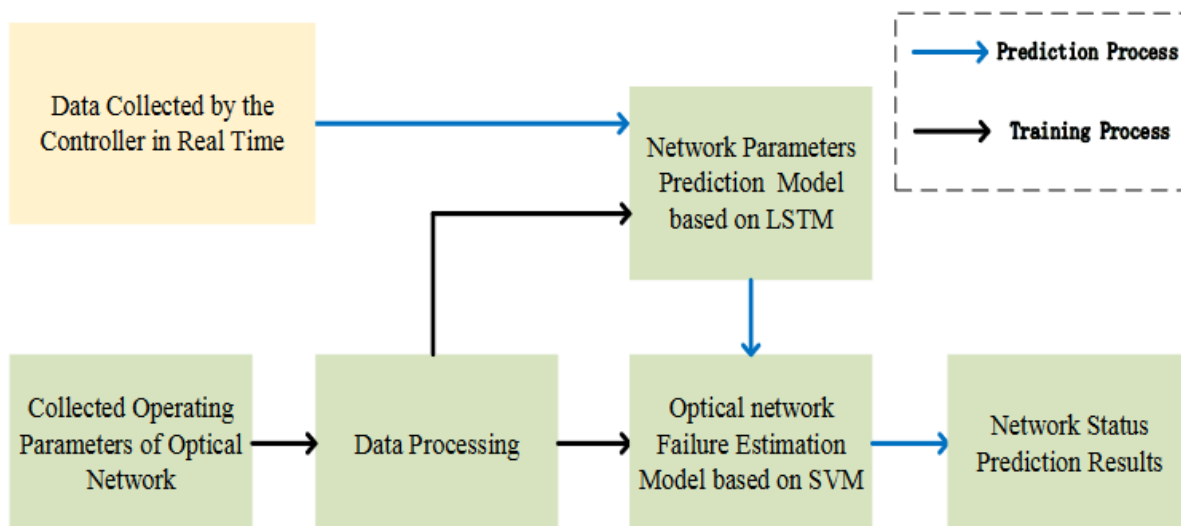 Data Collected by the
Controller in Real Time
Prediction Process
Training Process
Network Parameters
Prediction Model
based on LSTM
Collected Operating
Parameters of Optical
Network
Data Processing
Optical network
Failure Estimation
Model based on SVM
Network Status
Prediction Results